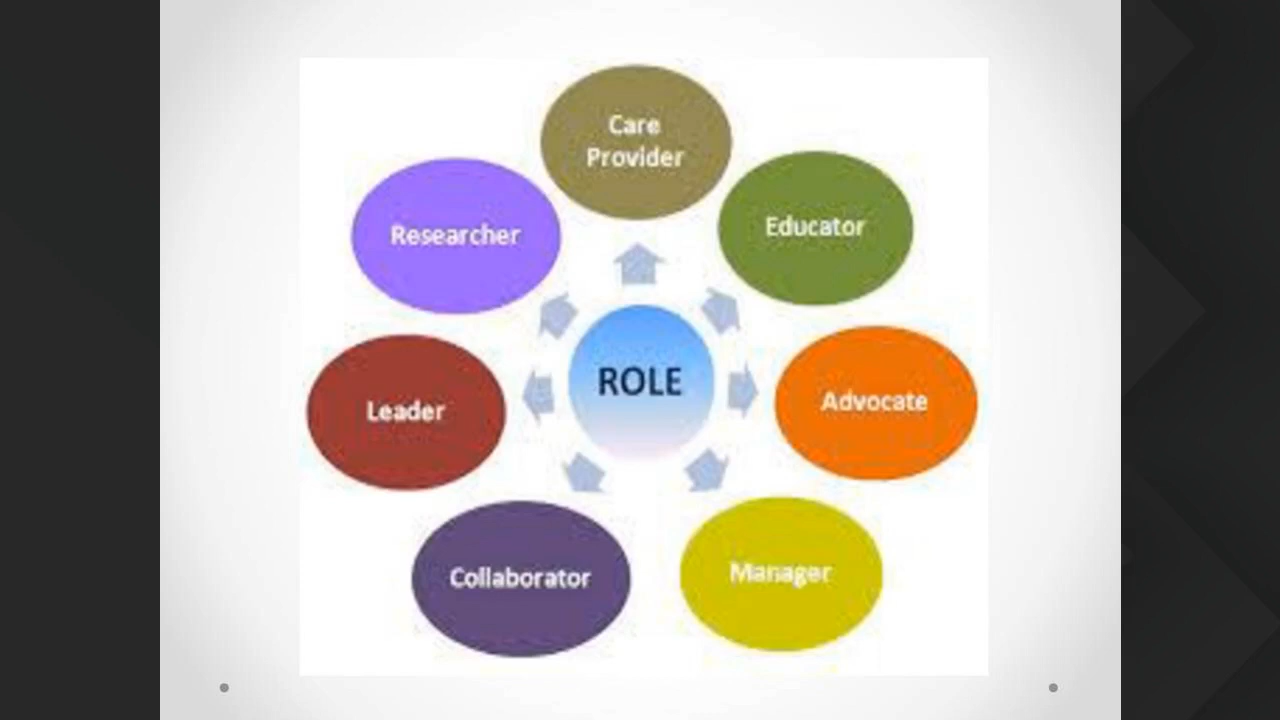 Care
Provider
Researcher
Educator
ROLE
Leader
Advocate
Collaborator
Manager